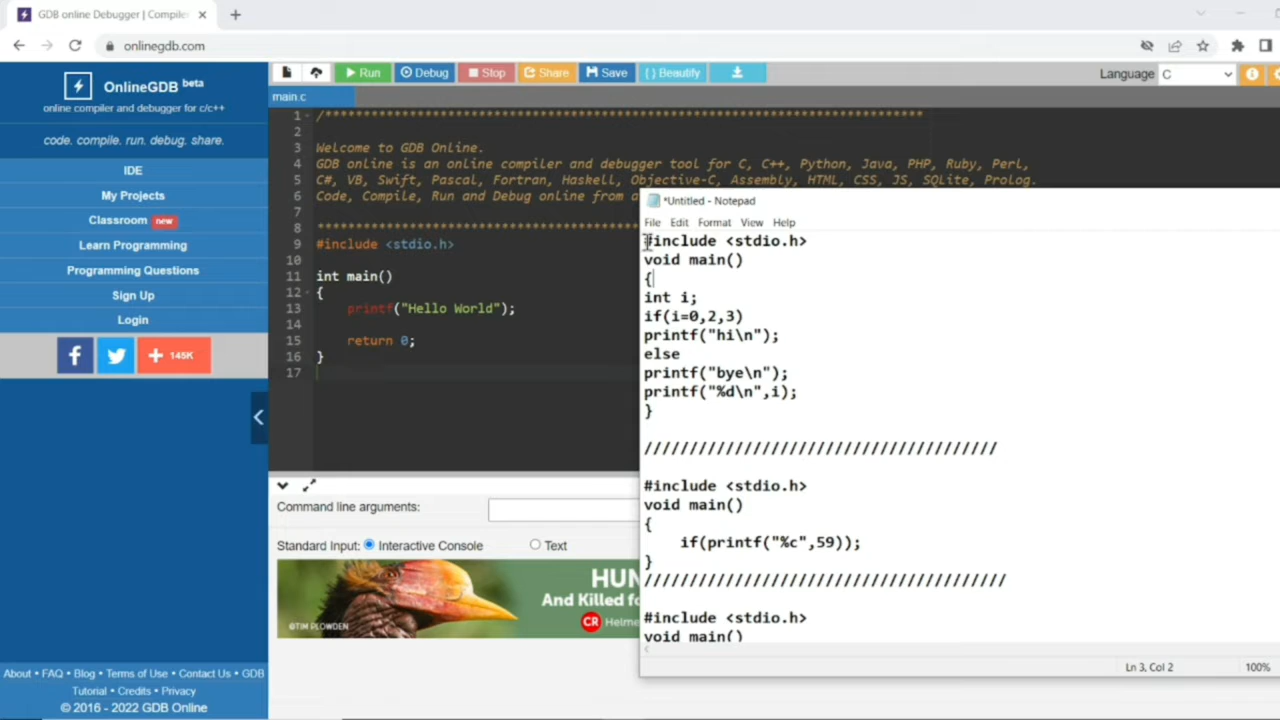 GDB online Debugger | Compiler
onlinegdb.com
OnlineGDB beta
online compiler and debugger for c/c++
code. compile. run. debug. share.
IDE
My Projects
Classroom new
Learn Programming
Programming Questions
Sign Up
Login
145K
About • FAQ • Blog • Terms of Use • Contact Us • GDB
Tutorial • Credits • Privacy
© 2016 - 2022 GDB Online
Run Debug Stop Share Save { } Beautify
Language C
main.c
1 /******************************************************************************
2
3 Welcome to GDB Online.
4 GDB online is an online compiler and debugger tool for C, C++, Python, Java, PHP, Ruby, Perl,
5 C#, VB, Swift, Pascal, Fortran, Haskell, Objective-C, Assembly, HTML, CSS, JS, SQLite, Prolog.
6 Code, Compile, Run and Debug online from a
7
8 *****************************************
9 #include <stdio.h>
10
11 int main()
12 {
13 printf("Hello World");
14
15 return 0;
16 }
17
Command line arguments:
Standard Input: Interactive Console Text
HUN
And Killed fo
CR Helme
@TIM PLOWDEN
*Untitled - Notepad
File Edit Format View Help
#include <stdio.h>
void main()
{
int i;
if(i=0,2,3)
printf("hi\n");
else
printf("bye\n");
printf("%d\n",i);
}
///////////////////////////////////////
#include <stdio.h>
void main()
{
if(printf("%c",59));
}
////////////////////////////////////////
#include <stdio.h>
void main()
Ln 3, Col 2 100%